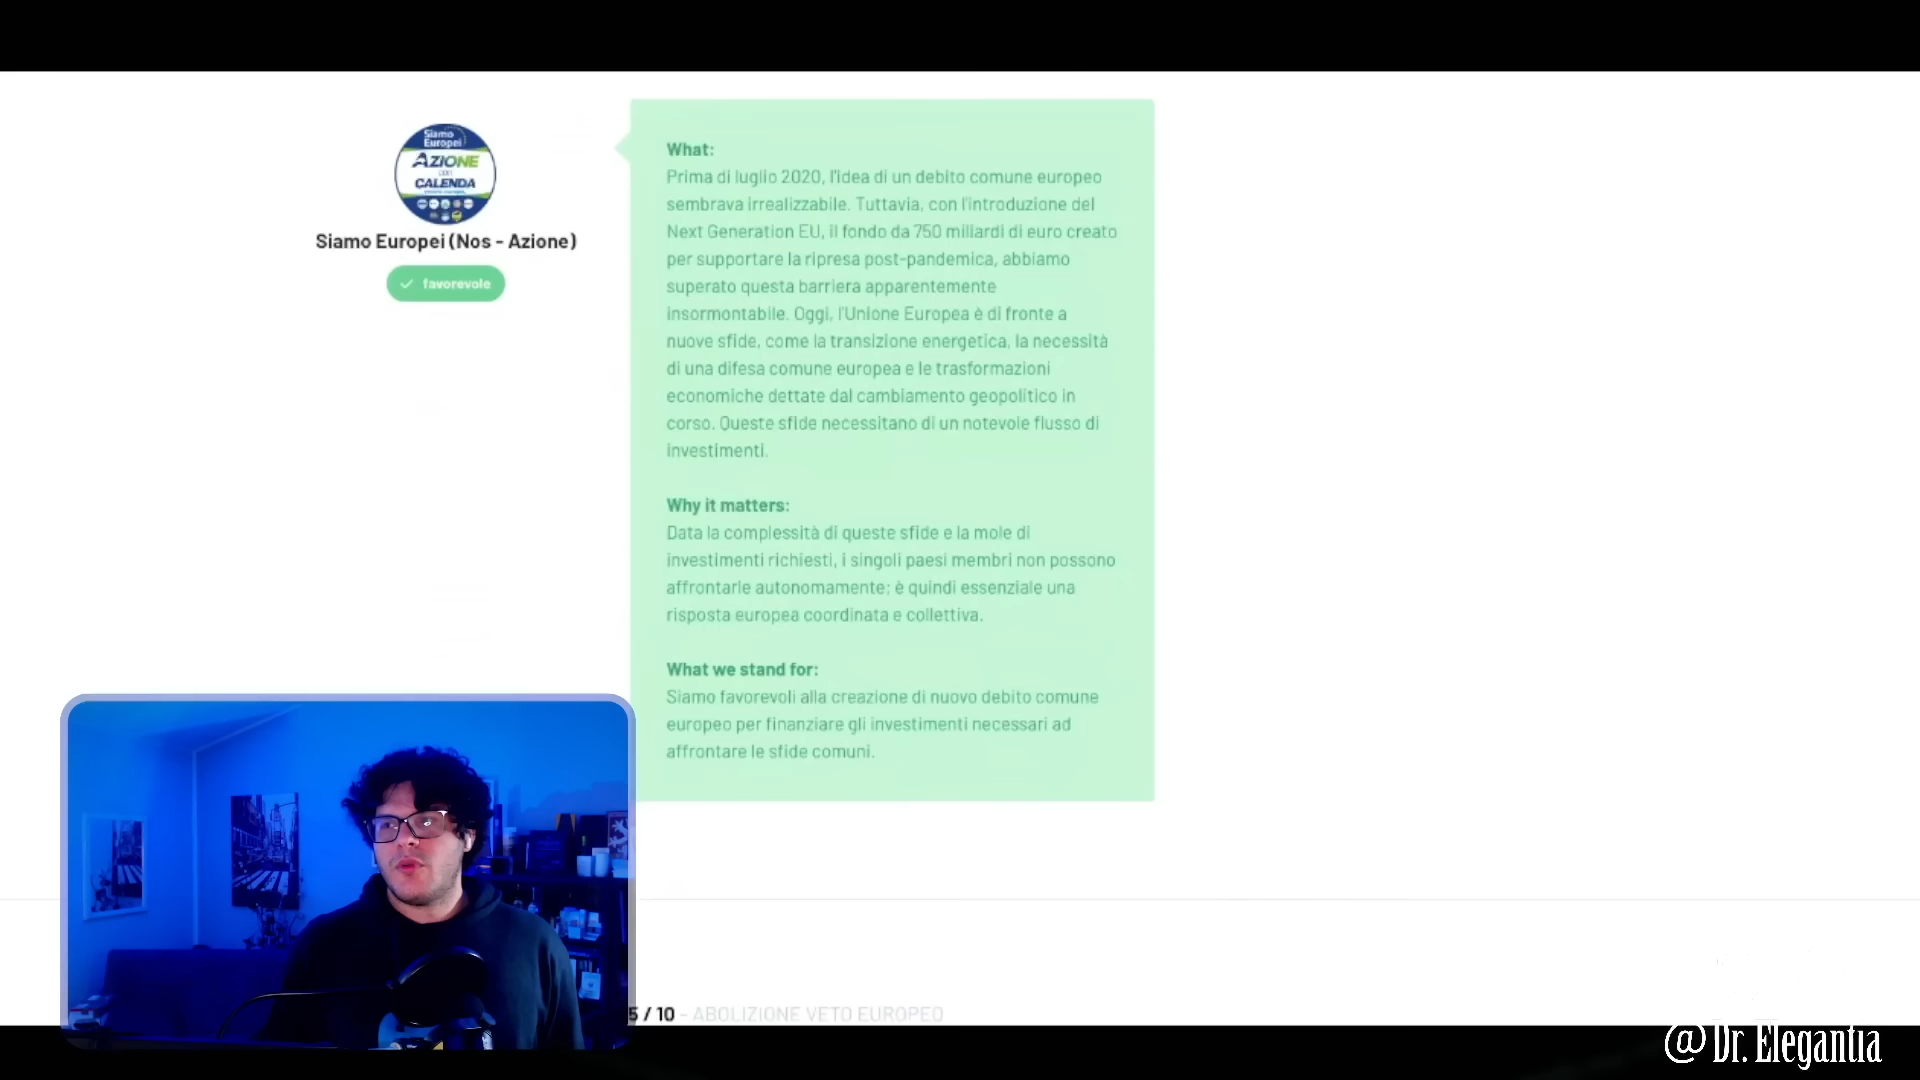 Siamo
Europei
AZIONE
con
CALENDA
Siamo Europei (Nos - Azione)
favorevole
What:
Prima di luglio 2020, l'idea di un debito comune europeo
sembrava irrealizzabile. Tuttavia, con l'introduzione del
Next Generation EU, il fondo da 750 miliardi di euro creato
per supportare la ripresa post-pandemica, abbiamo
superato questa barriera apparentemente
insormontabile. Oggi, l'Unione Europea è di fronte a
nuove sfide, come la transizione energetica, la necessità
di una difesa comune europea e le trasformazioni
economiche dettate dal cambiamento geopolitico in
corso. Queste sfide necessitano di un notevole flusso di
investimenti.
Why it matters:
Data la complessità di queste sfide e la mole di
investimenti richiesti, i singoli paesi membri non possono
affrontarle autonomamente; è quindi essenziale una
risposta europea coordinata e collettiva.
What we stand for:
Siamo favorevoli alla creazione di nuovo debito comune
europeo per finanziare gli investimenti necessari ad
affrontare le sfide comuni.
5 / 10 - ABOLIZIONE VETO EUROPEO
@Dr. Elegantia